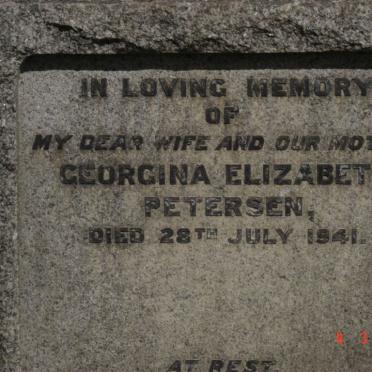 IN LOVING MEMORY
OF
MY DEAR WIFE AND OUR MOT
GEORGINA ELIZABET
PETERSEN,
DIED 28TH JULY 1941.
AT REST